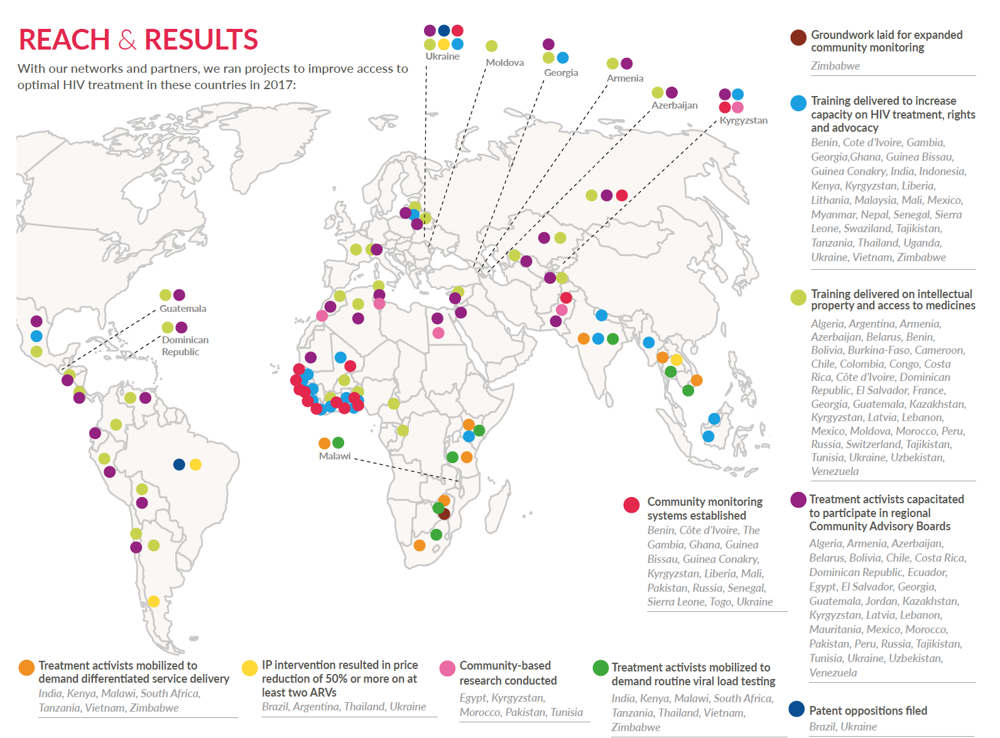 REACH & RESULTS
With our networks and partners, we ran projects to improve access to
optimal HIV treatment in these countries in 2017:
Ukraine
Moldova
Georgia
Armenia
Azerbaijan
Kyrgyzstan
Guatemala
Dominican
Republic
Malawi
Groundwork laid for expanded
community monitoring
Zimbabwe
Training delivered to increase
capacity on HIV treatment, rights
and advocacy
Benin, Cote d’Ivoire, Gambia,
Georgia,Ghana, Guinea Bissau,
Guinea Conakry, India, Indonesia,
Kenya, Kyrgyzstan, Liberia,
Lithania, Malaysia, Mali, Mexico,
Myanmar, Nepal, Senegal, Sierra
Leone, Swaziland, Tajikistan,
Tanzania, Thailand, Uganda,
Ukraine, Vietnam, Zimbabwe
Training delivered on intellectual
property and access to medicines
Algeria, Argentina, Armenia,
Azerbaijan, Belarus, Benin,
Bolivia, Burkina-Faso, Cameroon,
Chile, Colombia, Congo, Costa
Rica, Côte d’Ivoire, Dominican
Republic, El Salvador, France,
Georgia, Guatemala, Kazakhstan,
Kyrgyzstan, Latvia, Lebanon,
Mexico, Moldova, Morocco, Peru,
Russia, Switzerland, Tajikistan,
Tunisia, Ukraine, Uzbekistan,
Venezuela
Community monitoring
systems established
Benin, Côte d’Ivoire, The
Gambia, Ghana, Guinea
Bissau, Guinea Conakry,
Kyrgyzstan, Liberia, Mali,
Pakistan, Russia, Senegal,
Sierra Leone, Togo, Ukraine
Treatment activists capacitated
to participate in regional
Community Advisory Boards
Algeria, Armenia, Azerbaijan,
Belarus, Bolivia, Chile, Costa Rica,
Dominican Republic, Ecuador,
Egypt, El Salvador, Georgia,
Guatemala, Jordan, Kazakhstan,
Kyrgyzstan, Latvia, Lebanon,
Mauritania, Mexico, Morocco,
Pakistan, Peru, Russia, Tajikistan,
Tunisia, Ukraine, Uzbekistan,
Venezuela
Treatment activists mobilized to
demand differentiated service delivery
India, Kenya, Malawi, South Africa,
Tanzania, Vietnam, Zimbabwe
IP intervention resulted in price
reduction of 50% or more on at
least two ARVs
Brazil, Argentina, Thailand, Ukraine
Community-based
research conducted
Egypt, Kyrgyzstan,
Morocco, Pakistan, Tunisia
Treatment activists mobilized to
demand routine viral load testing
India, Kenya, Malawi, South Africa,
Tanzania, Thailand, Vietnam,
Zimbabwe
Patent oppositions filed
Brazil, Ukraine